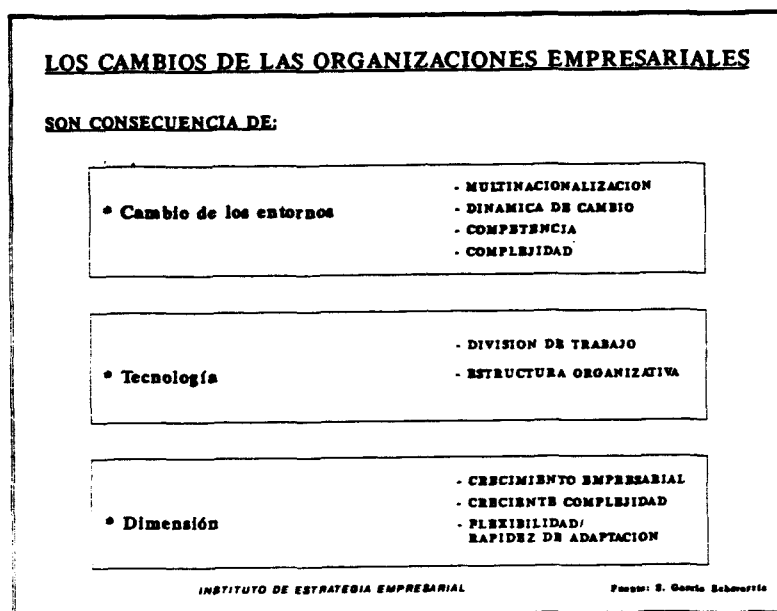 LOS CAMBIOS DE LAS ORGANIZACIONES EMPRESARIALES
SON CONSECUENCIA DE:
* Cambio de los entornos
- MULTINACIONALIZACION
- DINAMICA DE CAMBIO
- COMPETENCIA
- COMPLEJIDAD
* Tecnología
- DIVISION DE TRABAJO
- ESTRUCTURA ORGANIZATIVA
* Dimensión
- CRECIMIENTO EMPRESARIAL
- CRECIENTE COMPLEJIDAD
- FLEXIBILIDAD/
RAPIDEZ DE ADAPTACION
INSTITUTO DE ESTRATEGIA EMPRESARIAL
Fuente: S. García Echevarría